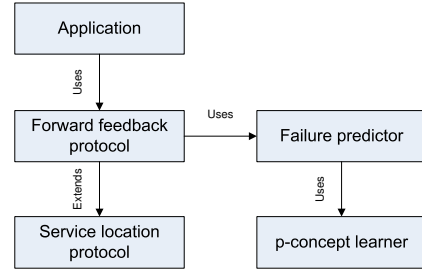 Application
Uses
Forward feedback
protocol
Uses
Failure predictor
Extends
Uses
Service location
protocol
p-concept learner